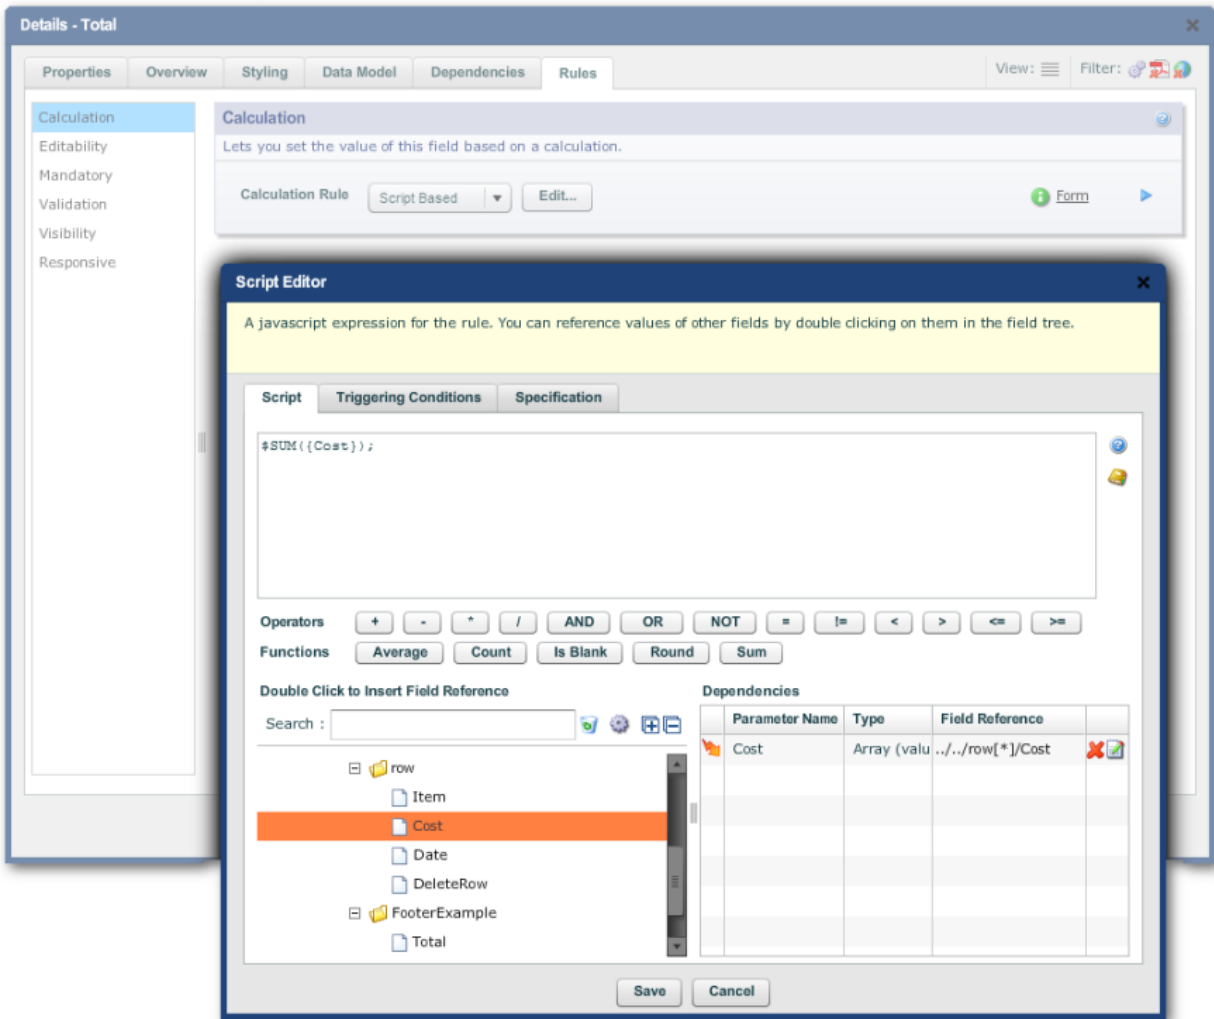 Details - Total
Properties Overview Styling Data Model Dependencies Rules View: Filter:
Calculation
Editability
Mandatory
Validation
Visibility
Responsive
Calculation
Lets you set the value of this field based on a calculation.
Calculation Rule Script Based Edit... Form
Script Editor
A javascript expression for the rule. You can reference values of other fields by double clicking on them in the field tree.
Script Triggering Conditions Specification
$SUM({Cost});
Operators + - * / AND OR NOT = != < > <= >=
Functions Average Count Is Blank Round Sum
Double Click to Insert Field Reference
Search :
row
Item
Cost
Date
DeleteRow
FooterExample
Total
Dependencies
Parameter Name Type Field Reference
Cost Array (valu ../../row[*]/Cost
Save Cancel